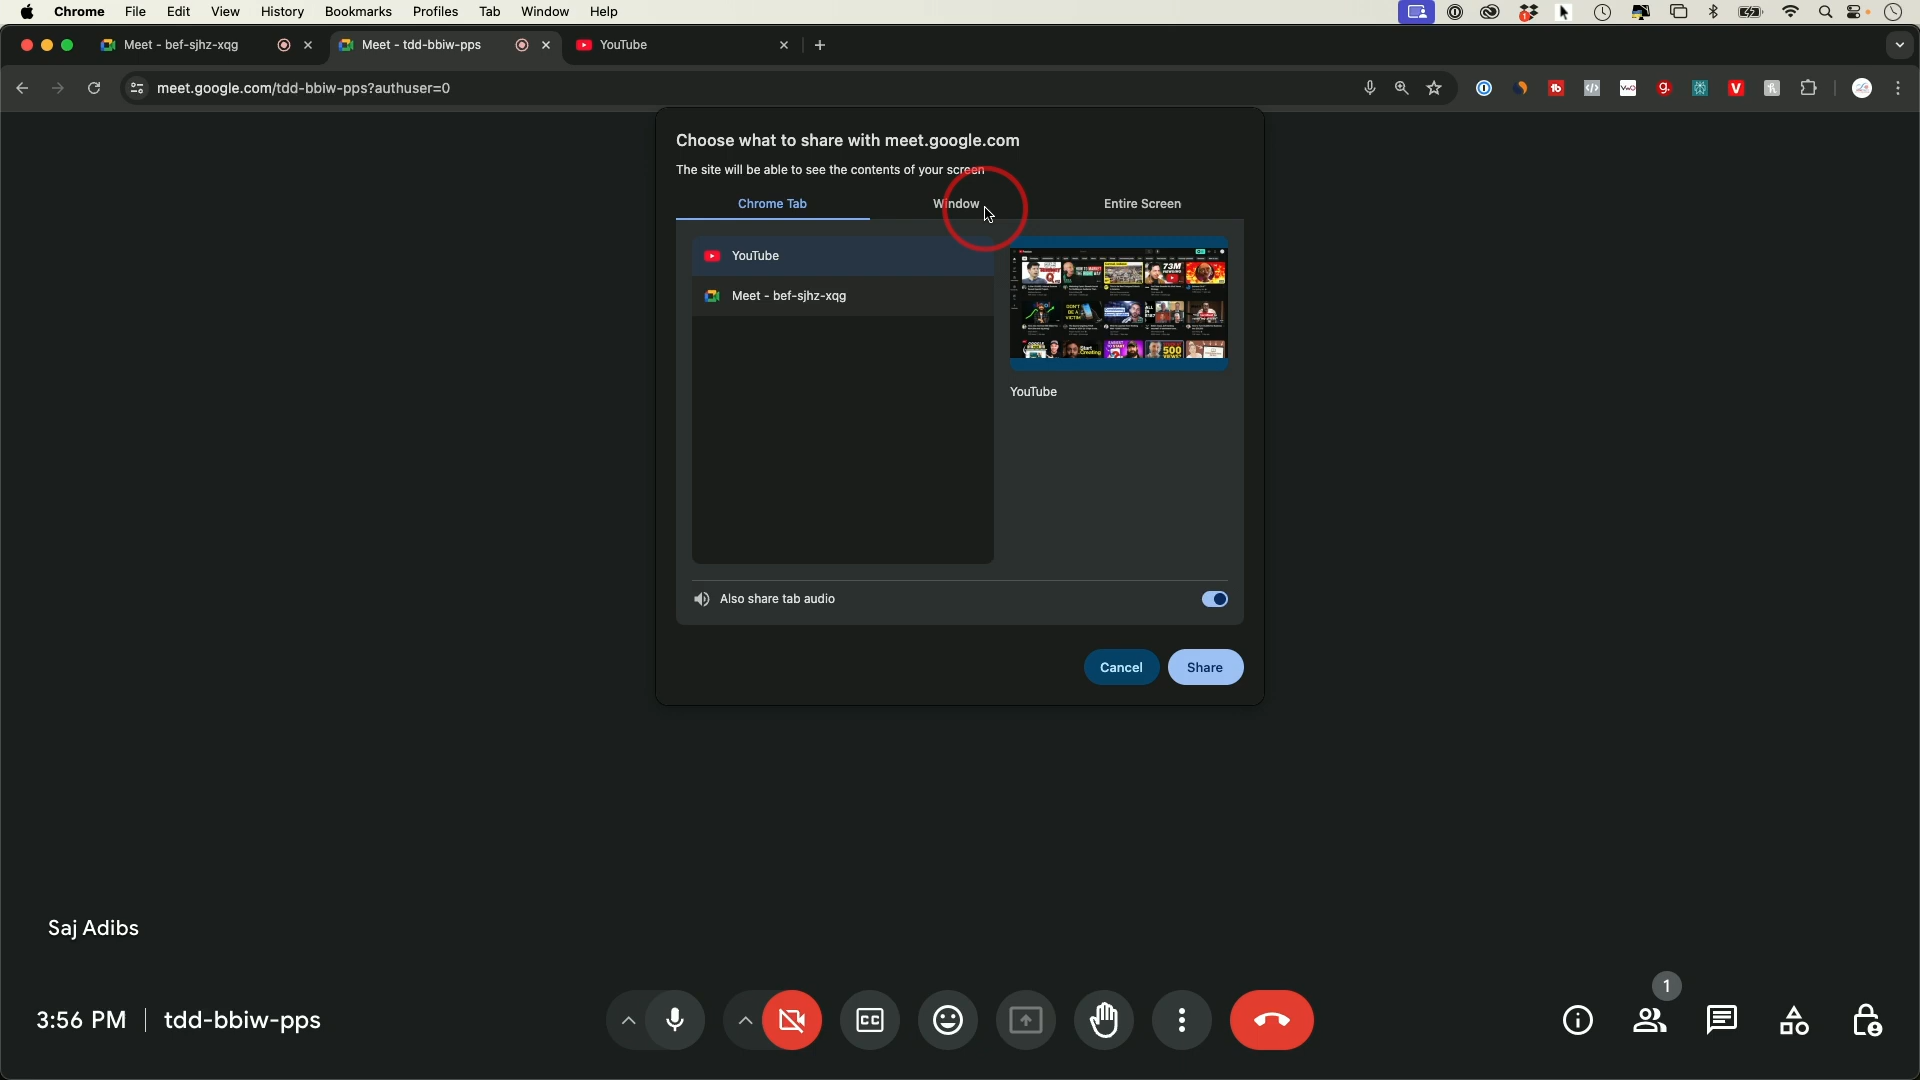 Chrome File Edit View History Bookmarks Profiles Tab Window Help
Meet - bef-sjhz-xqg Meet - tdd-bbiw-pps YouTube
meet.google.com/tdd-bbiw-pps?authuser=0
Choose what to share with meet.google.com
The site will be able to see the contents of your screen
Chrome Tab Window Entire Screen
YouTube
Meet - bef-sjhz-xqg
YouTube
Also share tab audio
Cancel Share
Saj Adibs
1
3:56 PM tdd-bbiw-pps
CC